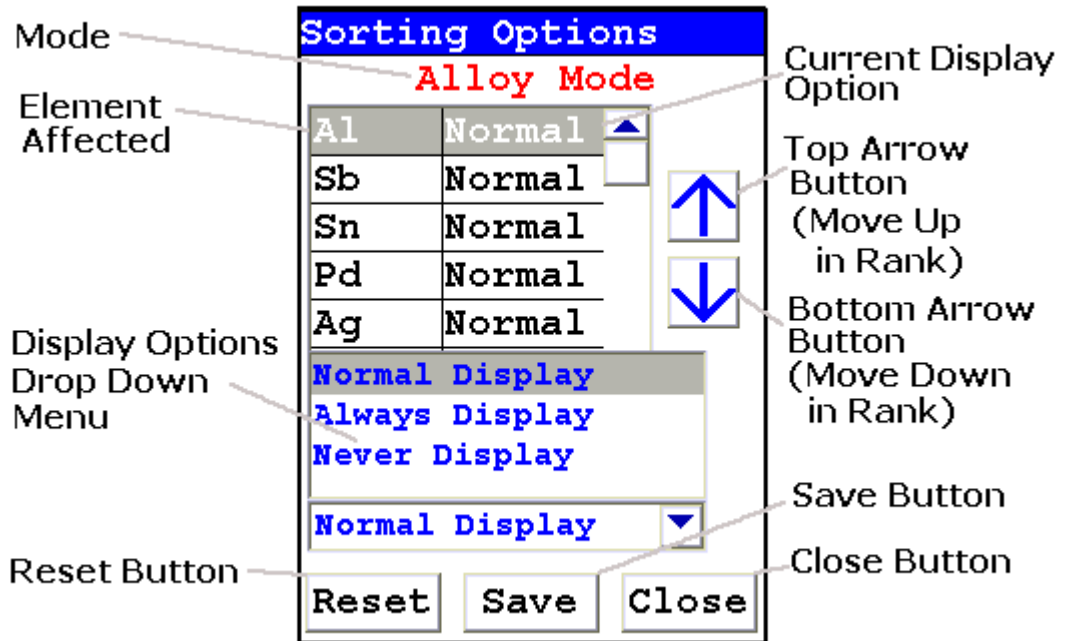 Mode
Element
Affected
Display Options
Drop Down
Menu
Reset Button
Sorting Options
Alloy Mode
Al Normal
Sb Normal
Sn Normal
Pd Normal
Ag Normal
Normal Display
Always Display
Never Display
Normal Display
Reset Save Close
Current Display
Option
Top Arrow
Button
(Move Up
in Rank)
Bottom Arrow
Button
(Move Down
in Rank)
Save Button
Close Button